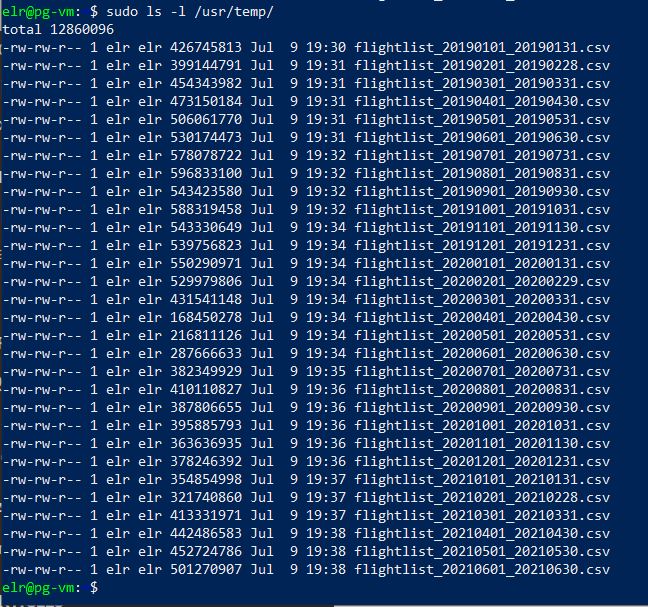 elr@pg-vm: $ sudo ls -l /usr/temp/
total 12860096
-rw-rw-r-- 1 elr elr 426745813 Jul  9 19:30 flightlist_20190101_20190131.csv
-rw-rw-r-- 1 elr elr 399144791 Jul  9 19:31 flightlist_20190201_20190228.csv
-rw-rw-r-- 1 elr elr 454343982 Jul  9 19:31 flightlist_20190301_20190331.csv
-rw-rw-r-- 1 elr elr 473150184 Jul  9 19:31 flightlist_20190401_20190430.csv
-rw-rw-r-- 1 elr elr 506061770 Jul  9 19:31 flightlist_20190501_20190531.csv
-rw-rw-r-- 1 elr elr 530174473 Jul  9 19:31 flightlist_20190601_20190630.csv
-rw-rw-r-- 1 elr elr 578078722 Jul  9 19:32 flightlist_20190701_20190731.csv
-rw-rw-r-- 1 elr elr 596833100 Jul  9 19:32 flightlist_20190801_20190831.csv
-rw-rw-r-- 1 elr elr 543423580 Jul  9 19:32 flightlist_20190901_20190930.csv
-rw-rw-r-- 1 elr elr 588319458 Jul  9 19:32 flightlist_20191001_20191031.csv
-rw-rw-r-- 1 elr elr 543330649 Jul  9 19:34 flightlist_20191101_20191130.csv
-rw-rw-r-- 1 elr elr 539756823 Jul  9 19:34 flightlist_20191201_20191231.csv
-rw-rw-r-- 1 elr elr 550290971 Jul  9 19:34 flightlist_20200101_20200131.csv
-rw-rw-r-- 1 elr elr 529979806 Jul  9 19:34 flightlist_20200201_20200229.csv
-rw-rw-r-- 1 elr elr 431541148 Jul  9 19:34 flightlist_20200301_20200331.csv
-rw-rw-r-- 1 elr elr 168450278 Jul  9 19:34 flightlist_20200401_20200430.csv
-rw-rw-r-- 1 elr elr 216811126 Jul  9 19:34 flightlist_20200501_20200531.csv
-rw-rw-r-- 1 elr elr 287666633 Jul  9 19:34 flightlist_20200601_20200630.csv
-rw-rw-r-- 1 elr elr 382349929 Jul  9 19:35 flightlist_20200701_20200731.csv
-rw-rw-r-- 1 elr elr 410110827 Jul  9 19:36 flightlist_20200801_20200831.csv
-rw-rw-r-- 1 elr elr 387806655 Jul  9 19:36 flightlist_20200901_20200930.csv
-rw-rw-r-- 1 elr elr 395885793 Jul  9 19:36 flightlist_20201001_20201031.csv
-rw-rw-r-- 1 elr elr 363636935 Jul  9 19:36 flightlist_20201101_20201130.csv
-rw-rw-r-- 1 elr elr 378246392 Jul  9 19:36 flightlist_20201201_20201231.csv
-rw-rw-r-- 1 elr elr 354854998 Jul  9 19:37 flightlist_20210101_20210131.csv
-rw-rw-r-- 1 elr elr 321740860 Jul  9 19:37 flightlist_20210201_20210228.csv
-rw-rw-r-- 1 elr elr 413331971 Jul  9 19:37 flightlist_20210301_20210331.csv
-rw-rw-r-- 1 elr elr 442486583 Jul  9 19:38 flightlist_20210401_20210430.csv
-rw-rw-r-- 1 elr elr 452724786 Jul  9 19:38 flightlist_20210501_20210530.csv
-rw-rw-r-- 1 elr elr 501270907 Jul  9 19:38 flightlist_20210601_20210630.csv
elr@pg-vm: $